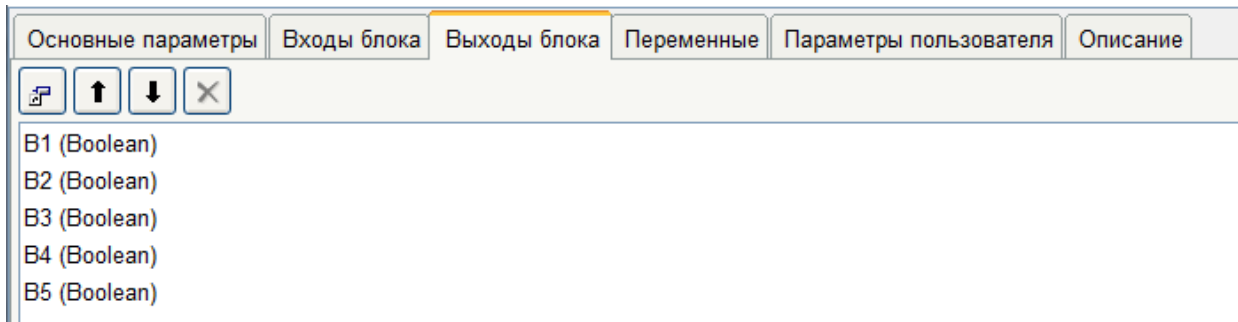 Основные параметры Входы блока Выходы блока Переменные Параметры пользователя Описание
B1 (Boolean)
B2 (Boolean)
B3 (Boolean)
B4 (Boolean)
B5 (Boolean)